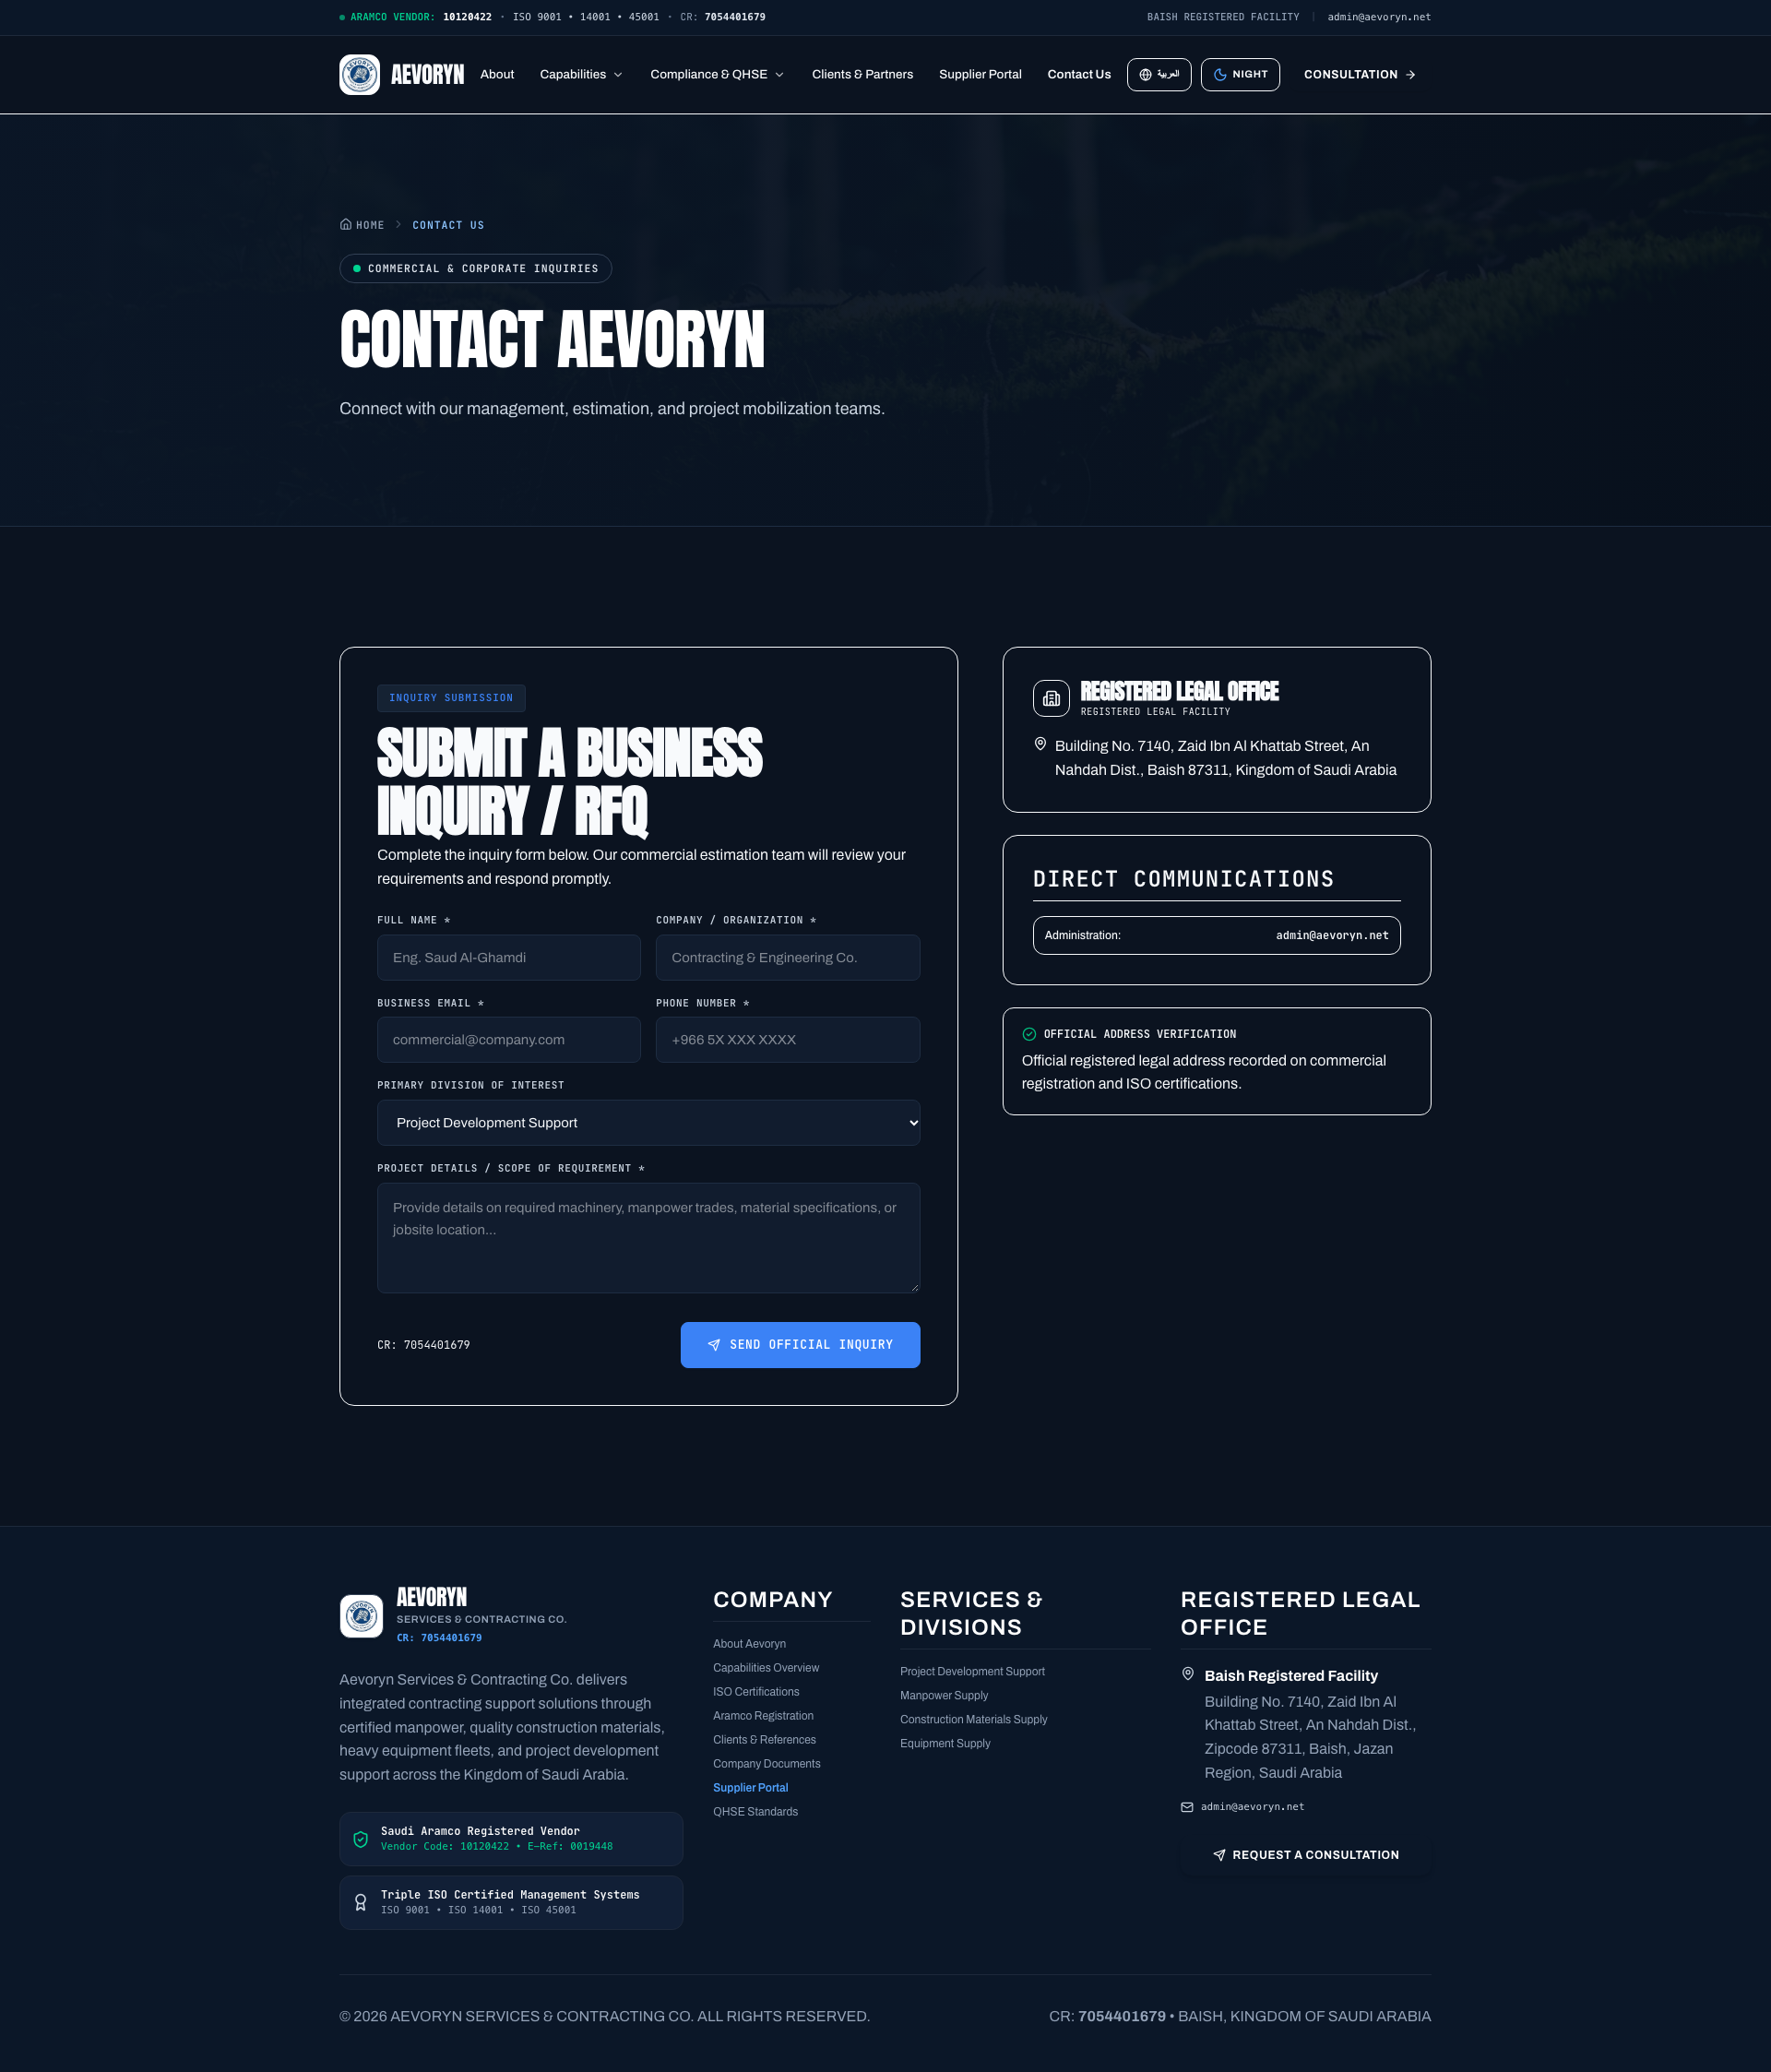 ARAMCO VENDOR: 10120422 • ISO 9001 • 14001 • 45001 • CR: 7054401679
BAISH REGISTERED FACILITY | admin@aevoryn.net
AEVORYN
About
Capabilities
Compliance & QHSE
Clients & Partners
Supplier Portal
Contact Us
العربية
NIGHT
CONSULTATION
HOME
CONTACT US
COMMERCIAL & CORPORATE INQUIRIES
CONTACT AEVORYN
Connect with our management, estimation, and project mobilization teams.
INQUIRY SUBMISSION
SUBMIT A BUSINESS
INQUIRY / RFQ
Complete the inquiry form below. Our commercial estimation team will review your
requirements and respond promptly.
FULL NAME *
COMPANY / ORGANIZATION *
Eng. Saud Al-Ghamdi
Contracting & Engineering Co.
BUSINESS EMAIL *
PHONE NUMBER *
commercial@company.com
+966 5X XXX XXXX
PRIMARY DIVISION OF INTEREST
Project Development Support
PROJECT DETAILS / SCOPE OF REQUIREMENT *
Provide details on required machinery, manpower trades, material specifications, or
jobsite location...
CR: 7054401679
SEND OFFICIAL INQUIRY
REGISTERED LEGAL OFFICE
REGISTERED LEGAL FACILITY
Building No. 7140, Zaid Ibn Al Khattab Street, An
Nahdah Dist., Baish 87311, Kingdom of Saudi Arabia
DIRECT COMMUNICATIONS
Administration: admin@aevoryn.net
OFFICIAL ADDRESS VERIFICATION
Official registered legal address recorded on commercial
registration and ISO certifications.
AEVORYN
SERVICES & CONTRACTING CO.
CR: 7054401679
Aevoryn Services & Contracting Co. delivers
integrated contracting support solutions through
certified manpower, quality construction materials,
heavy equipment fleets, and project development
support across the Kingdom of Saudi Arabia.
Saudi Aramco Registered Vendor
Vendor Code: 10120422 • E-Ref: 0019448
Triple ISO Certified Management Systems
ISO 9001 • ISO 14001 • ISO 45001
COMPANY
About Aevoryn
Capabilities Overview
ISO Certifications
Aramco Registration
Clients & References
Company Documents
Supplier Portal
QHSE Standards
SERVICES &
DIVISIONS
Project Development Support
Manpower Supply
Construction Materials Supply
Equipment Supply
REGISTERED LEGAL
OFFICE
Baish Registered Facility
Building No. 7140, Zaid Ibn Al
Khattab Street, An Nahdah Dist.,
Zipcode 87311, Baish, Jazan
Region, Saudi Arabia
admin@aevoryn.net
REQUEST A CONSULTATION
© 2026 AEVORYN SERVICES & CONTRACTING CO. ALL RIGHTS RESERVED.
CR: 7054401679 • BAISH, KINGDOM OF SAUDI ARABIA